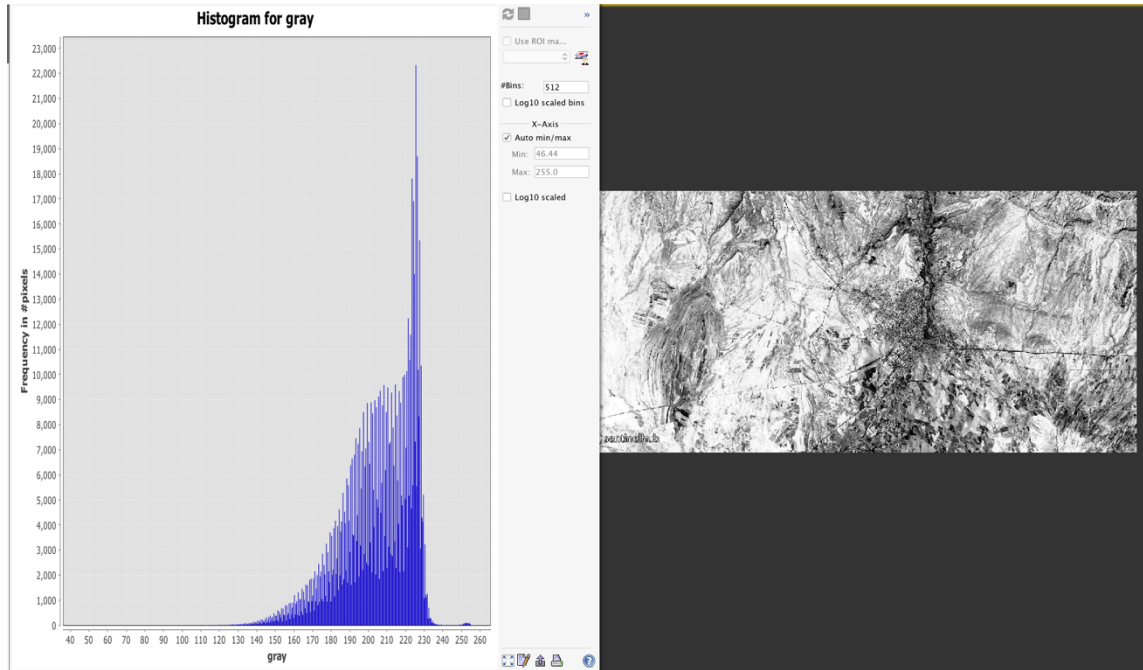 Histogram for gray
23,000
22,000
21,000
20,000
19,000
18,000
17,000
16,000
15,000
14,000
13,000
12,000
11,000
10,000
9,000
8,000
7,000
6,000
5,000
4,000
3,000
2,000
1,000
0
Frequency in #pixels
40 50 60 70 80 90 100 110 120 130 140 150 160 170 180 190 200 210 220 230 240 250 260
gray
»
Use ROI ma...
#Bins: 512
Log10 scaled bins
X-Axis
Auto min/max
Min: 46.44
Max: 255.0
Log10 scaled
?